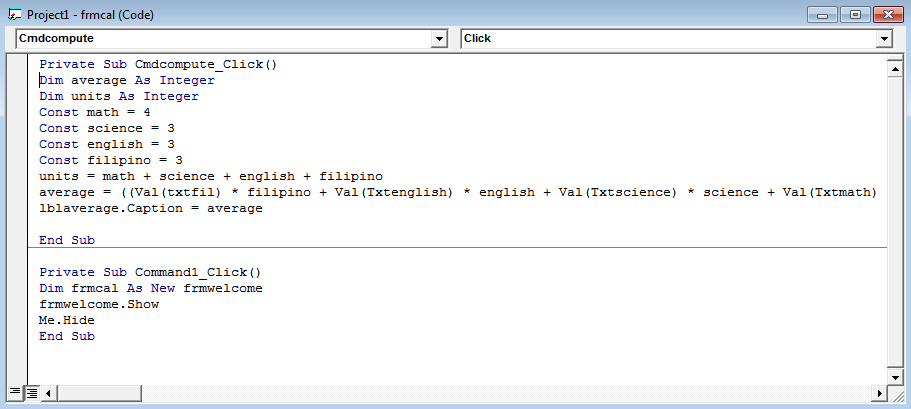 Project1 - frmcal (Code)
Cmdcompute Click
Private Sub Cmdcompute_Click()
Dim average As Integer
Dim units As Integer
Const math = 4
Const science = 3
Const english = 3
Const filipino = 3
units = math + science + english + filipino
average = ((Val(txtfil) * filipino + Val(Txtenglish) * english + Val(Txtscience) * science + Val(Txtmath)
lblaverage.Caption = average
End Sub
Private Sub Command1_Click()
Dim frmcal As New frmwelcome
frmwelcome.Show
Me.Hide
End Sub